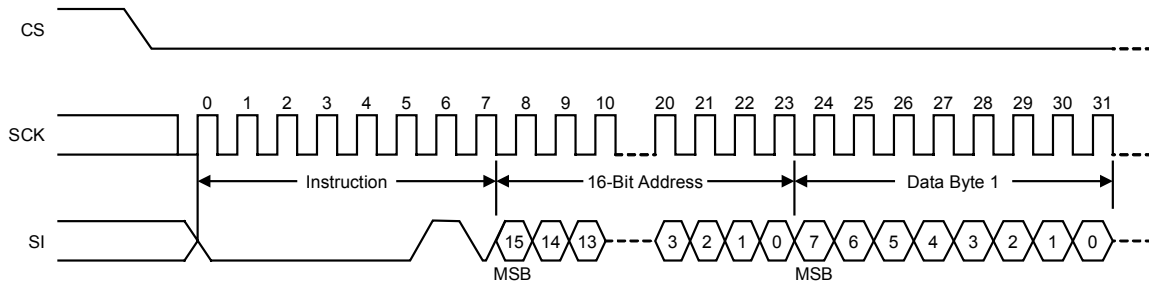 CS
0 1 2 3 4 5 6 7 8 9 10 20 21 22 23 24 25 26 27 28 29 30 31
SCK
Instruction 16-Bit Address Data Byte 1
SI 15 14 13 3 2 1 0 7 6 5 4 3 2 1 0
MSB MSB